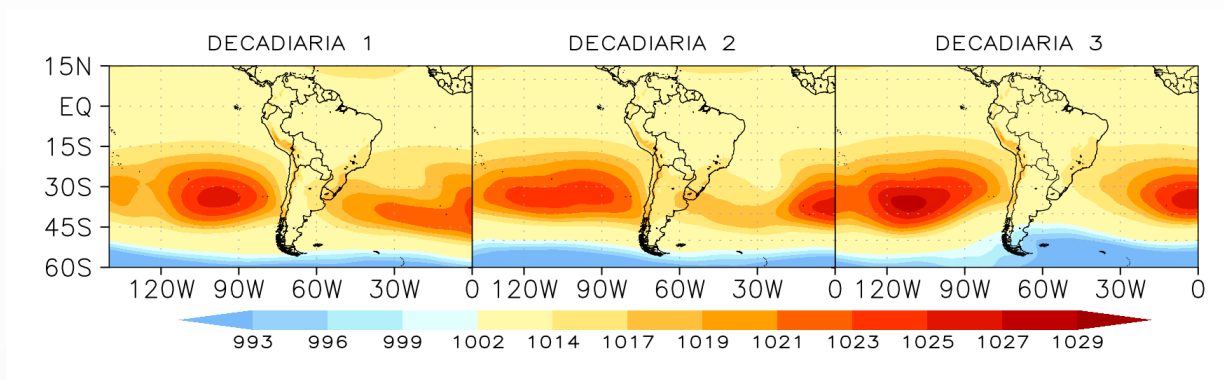 DECADIARIA 1 DECADIARIA 2 DECADIARIA 3
15N
EQ
15S
30S
45S
60S
120W 90W 60W 30W 0 120W 90W 60W 30W 0 120W 90W 60W 30W 0
993 996 999 1002 1014 1017 1019 1021 1023 1025 1027 1029